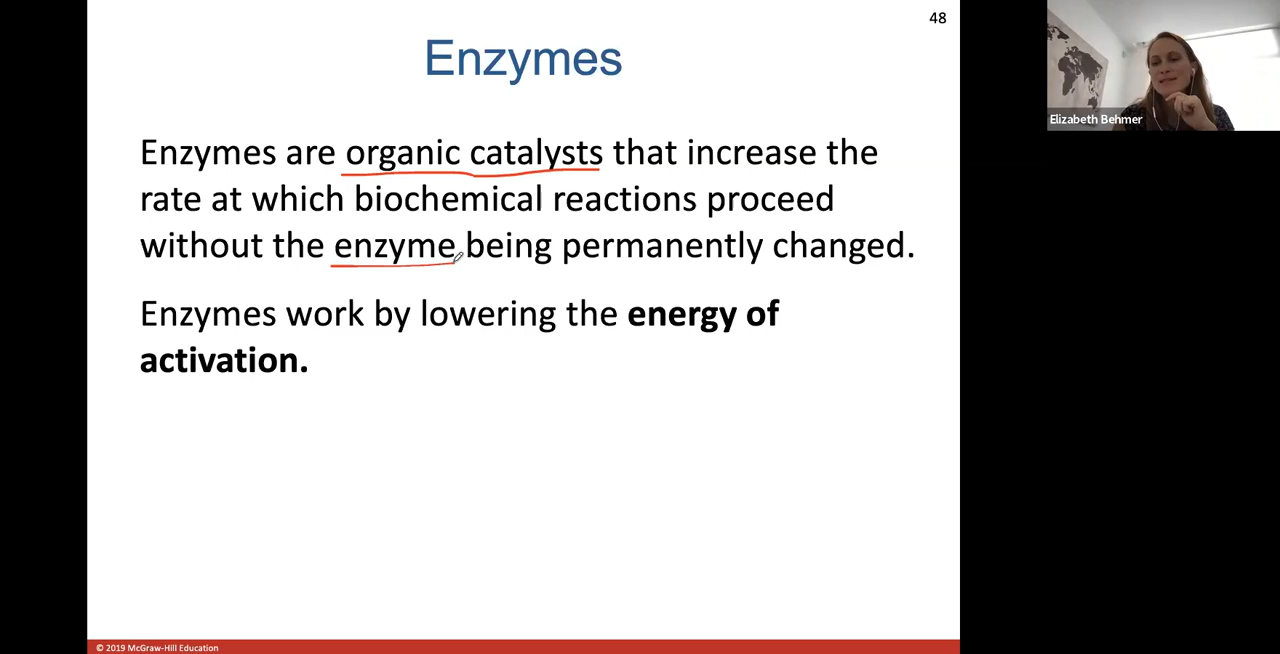 48
Enzymes
Elizabeth Behmer
Enzymes are organic catalysts that increase the
rate at which biochemical reactions proceed
without the enzyme being permanently changed.
Enzymes work by lowering the energy of
activation.
© 2019 McGraw-Hill Education